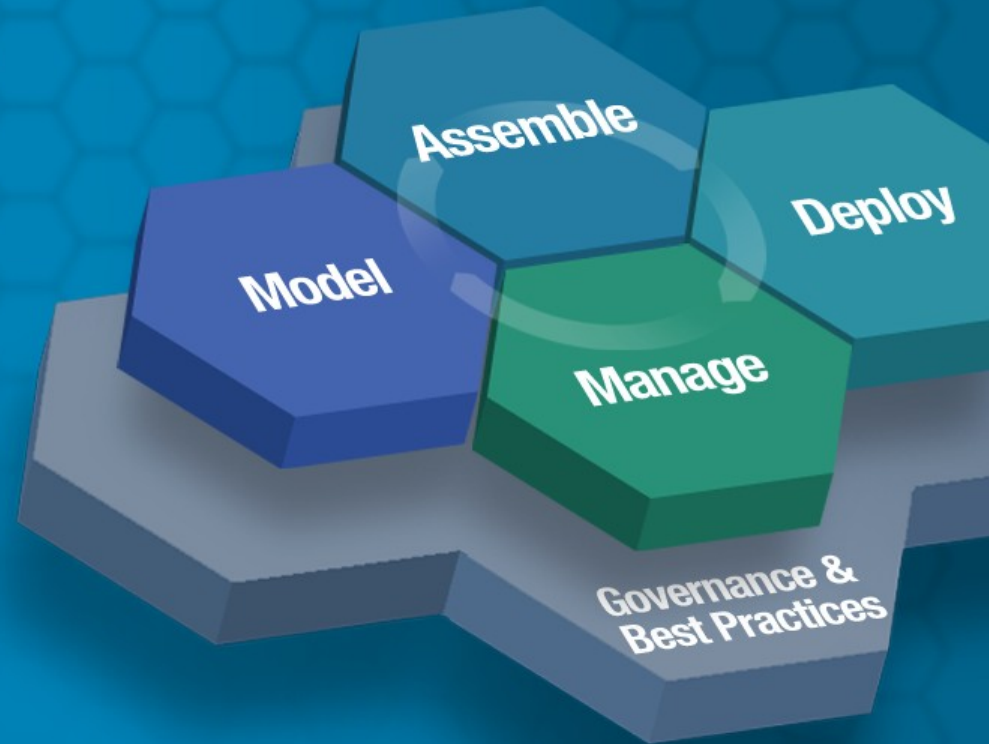 Assemble
Deploy
Model
Manage
Governance &
Best Practices